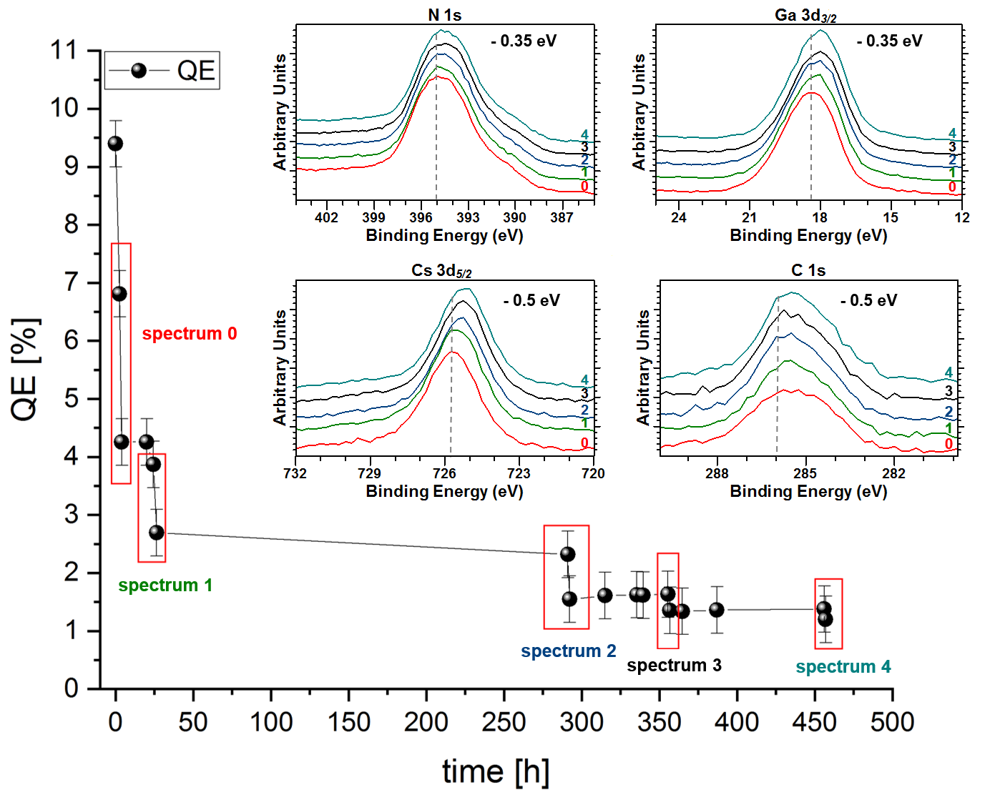 QE
QE [%]
11
10
9
8
7
6
5
4
3
2
1
0
0 50 100 150 200 250 300 350 400 450 500
time [h]
spectrum 0
spectrum 1
spectrum 2
spectrum 3
spectrum 4
N 1s
- 0.35 eV
Arbitrary Units
4
3
2
1
0
402 399 396 393 390 387
Binding Energy (eV)
Ga 3d3/2
- 0.35 eV
Arbitrary Units
4
3
2
1
0
24 21 18 15 12
Binding Energy (eV)
Cs 3d5/2
- 0.5 eV
Arbitrary Units
4
3
2
1
0
732 729 726 723 720
Binding Energy (eV)
C 1s
- 0.5 eV
Arbitrary Units
4
3
2
1
0
288 285 282
Binding Energy (eV)